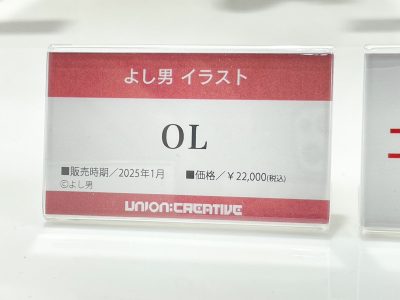 よし男 イラスト
OL
■販売時期／2025年1月 ■価格／￥22,000(税込)
©よし男
UNION:CREATIVE